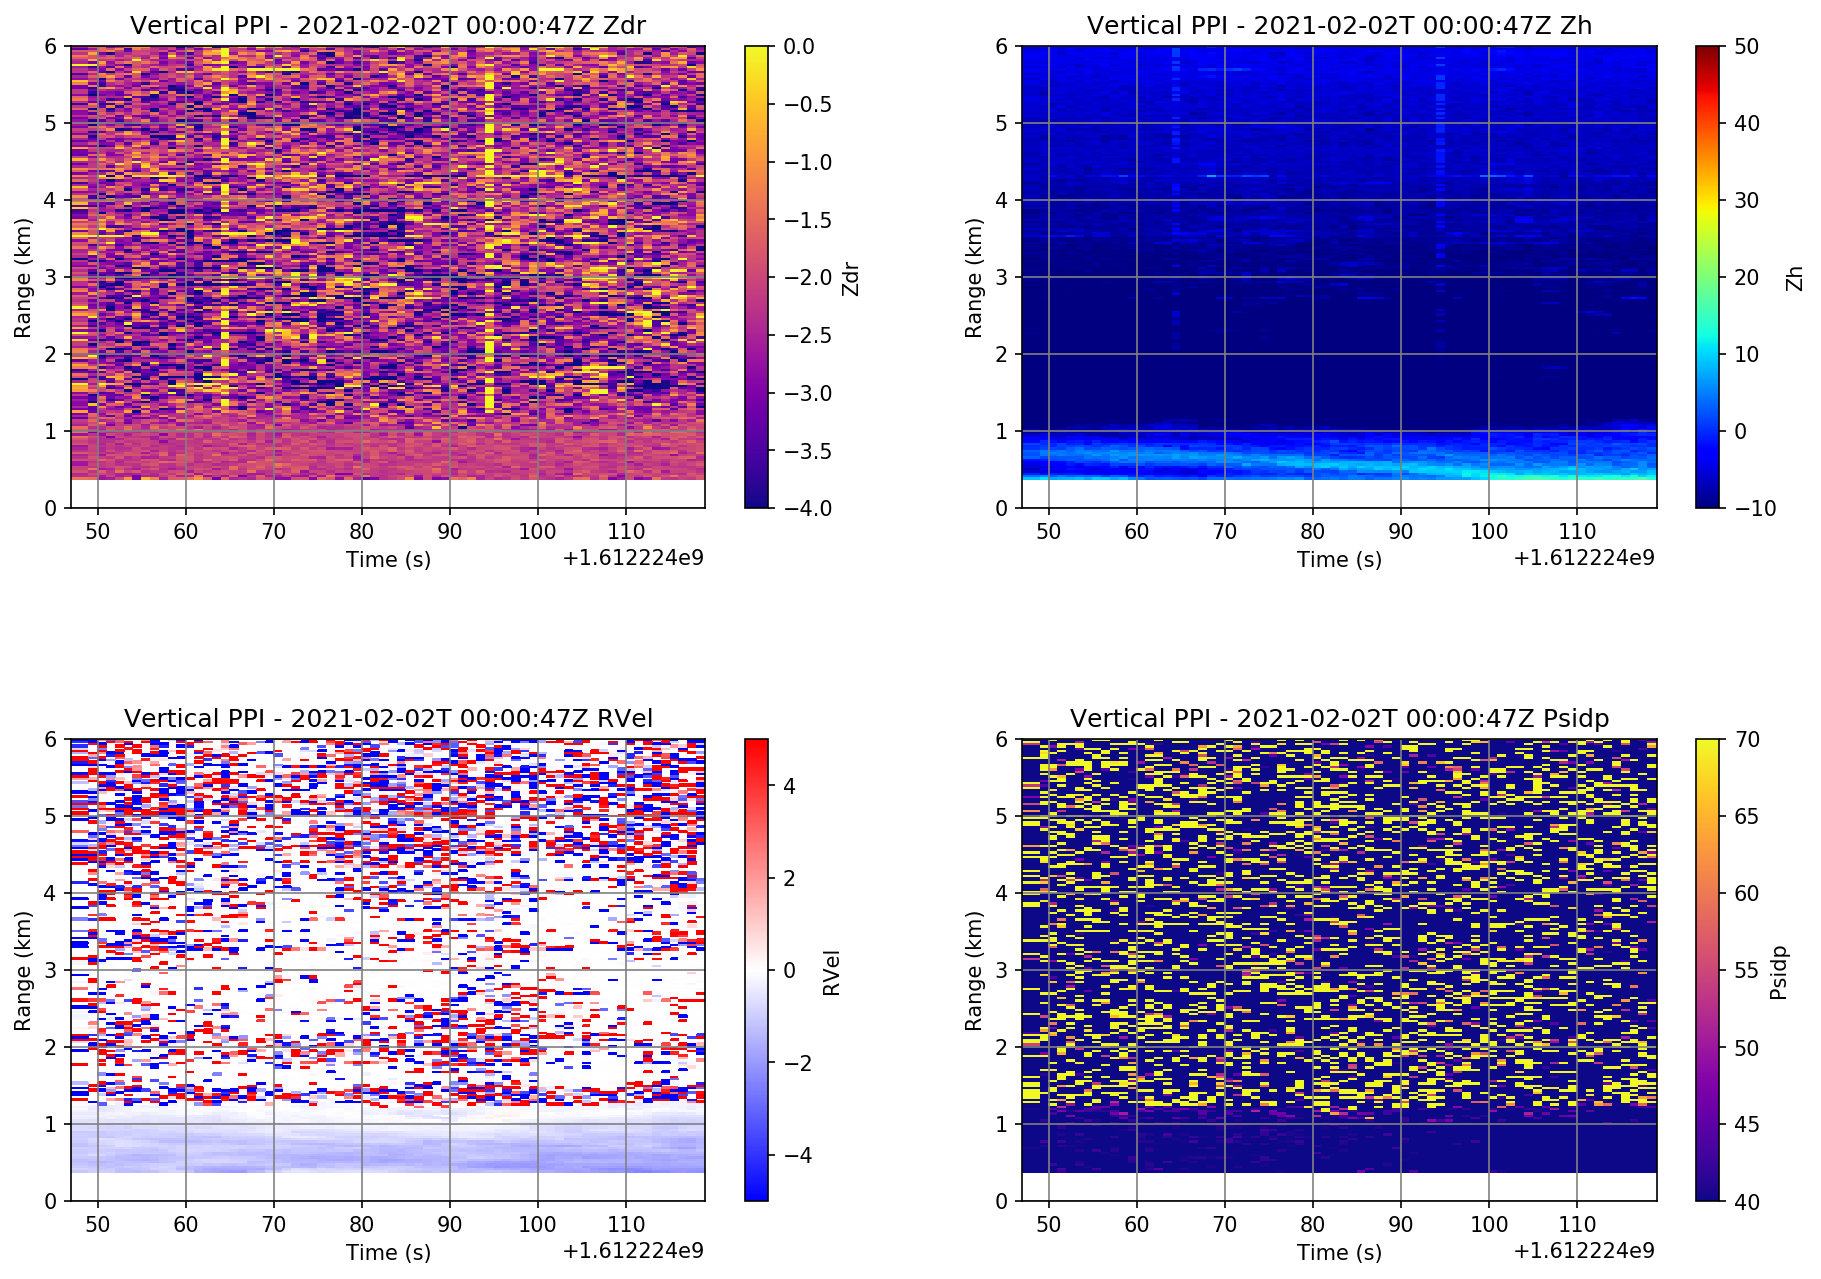 Vertical PPI - 2021-02-02T 00:00:47Z Zdr
6
5
4
3
2
1
0
Range (km)
50 60 70 80 90 100 110
Time (s)
+1.612224e9
0.0
−0.5
−1.0
−1.5
−2.0
−2.5
−3.0
−3.5
−4.0
Zdr
Vertical PPI - 2021-02-02T 00:00:47Z Zh
6
5
4
3
2
1
0
Range (km)
50 60 70 80 90 100 110
Time (s)
+1.612224e9
50
40
30
20
10
0
−10
Zh
Vertical PPI - 2021-02-02T 00:00:47Z RVel
6
5
4
3
2
1
0
Range (km)
50 60 70 80 90 100 110
Time (s)
+1.612224e9
4
2
0
−2
−4
RVel
Vertical PPI - 2021-02-02T 00:00:47Z Psidp
6
5
4
3
2
1
0
Range (km)
50 60 70 80 90 100 110
Time (s)
+1.612224e9
70
65
60
55
50
45
40
Psidp